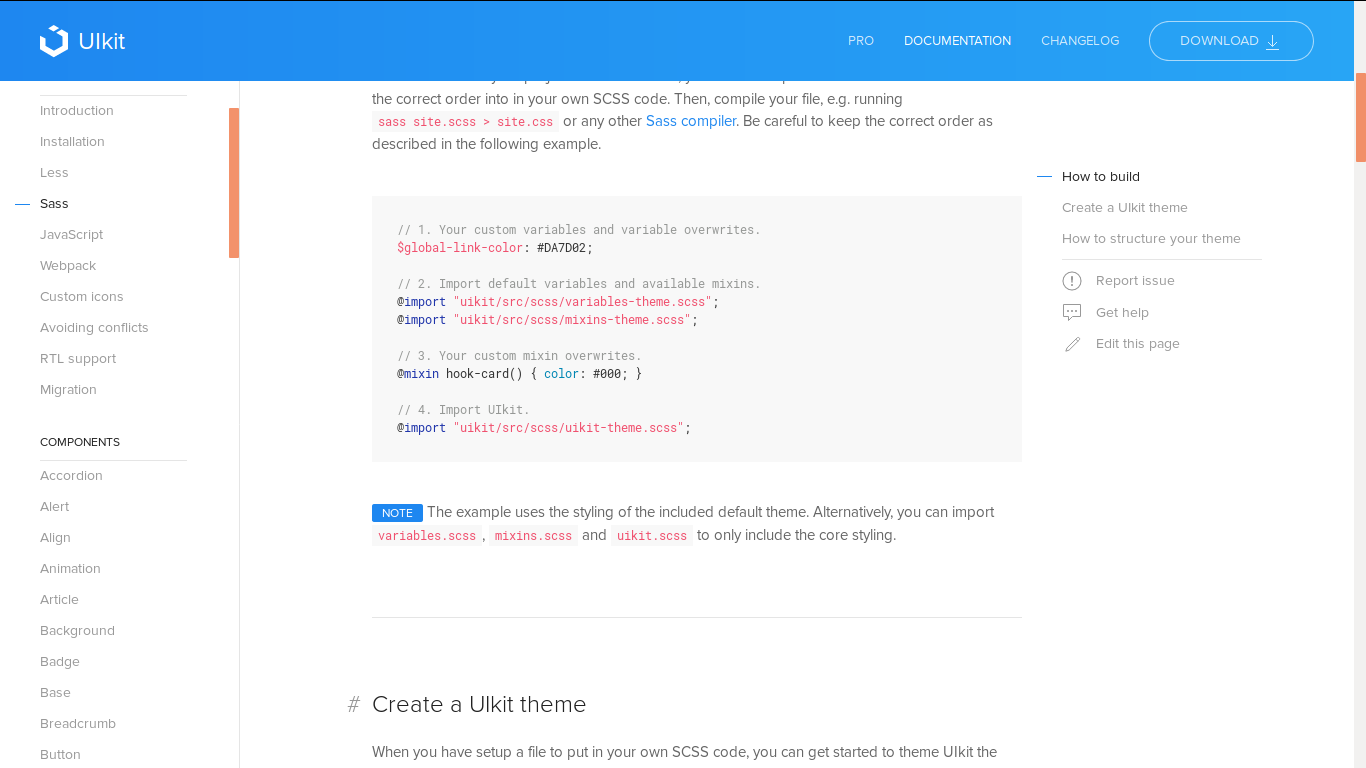 UIkit
PRO
DOCUMENTATION
CHANGELOG
DOWNLOAD
Introduction
Installation
Less
Sass
JavaScript
Webpack
Custom icons
Avoiding conflicts
RTL support
Migration
COMPONENTS
Accordion
Alert
Align
Animation
Article
Background
Badge
Base
Breadcrumb
Button
the correct order into in your own SCSS code. Then, compile your file, e.g. running
sass site.scss > site.css or any other Sass compiler. Be careful to keep the correct order as
described in the following example.
// 1. Your custom variables and variable overwrites.
$global-link-color: #DA7D02;
// 2. Import default variables and available mixins.
@import "uikit/src/scss/variables-theme.scss";
@import "uikit/src/scss/mixins-theme.scss";
// 3. Your custom mixin overwrites.
@mixin hook-card() { color: #000; }
// 4. Import UIkit.
@import "uikit/src/scss/uikit-theme.scss";
NOTE The example uses the styling of the included default theme. Alternatively, you can import
variables.scss , mixins.scss and uikit.scss to only include the core styling.
# Create a UIkit theme
When you have setup a file to put in your own SCSS code, you can get started to theme UIkit the
How to build
Create a UIkit theme
How to structure your theme
Report issue
Get help
Edit this page